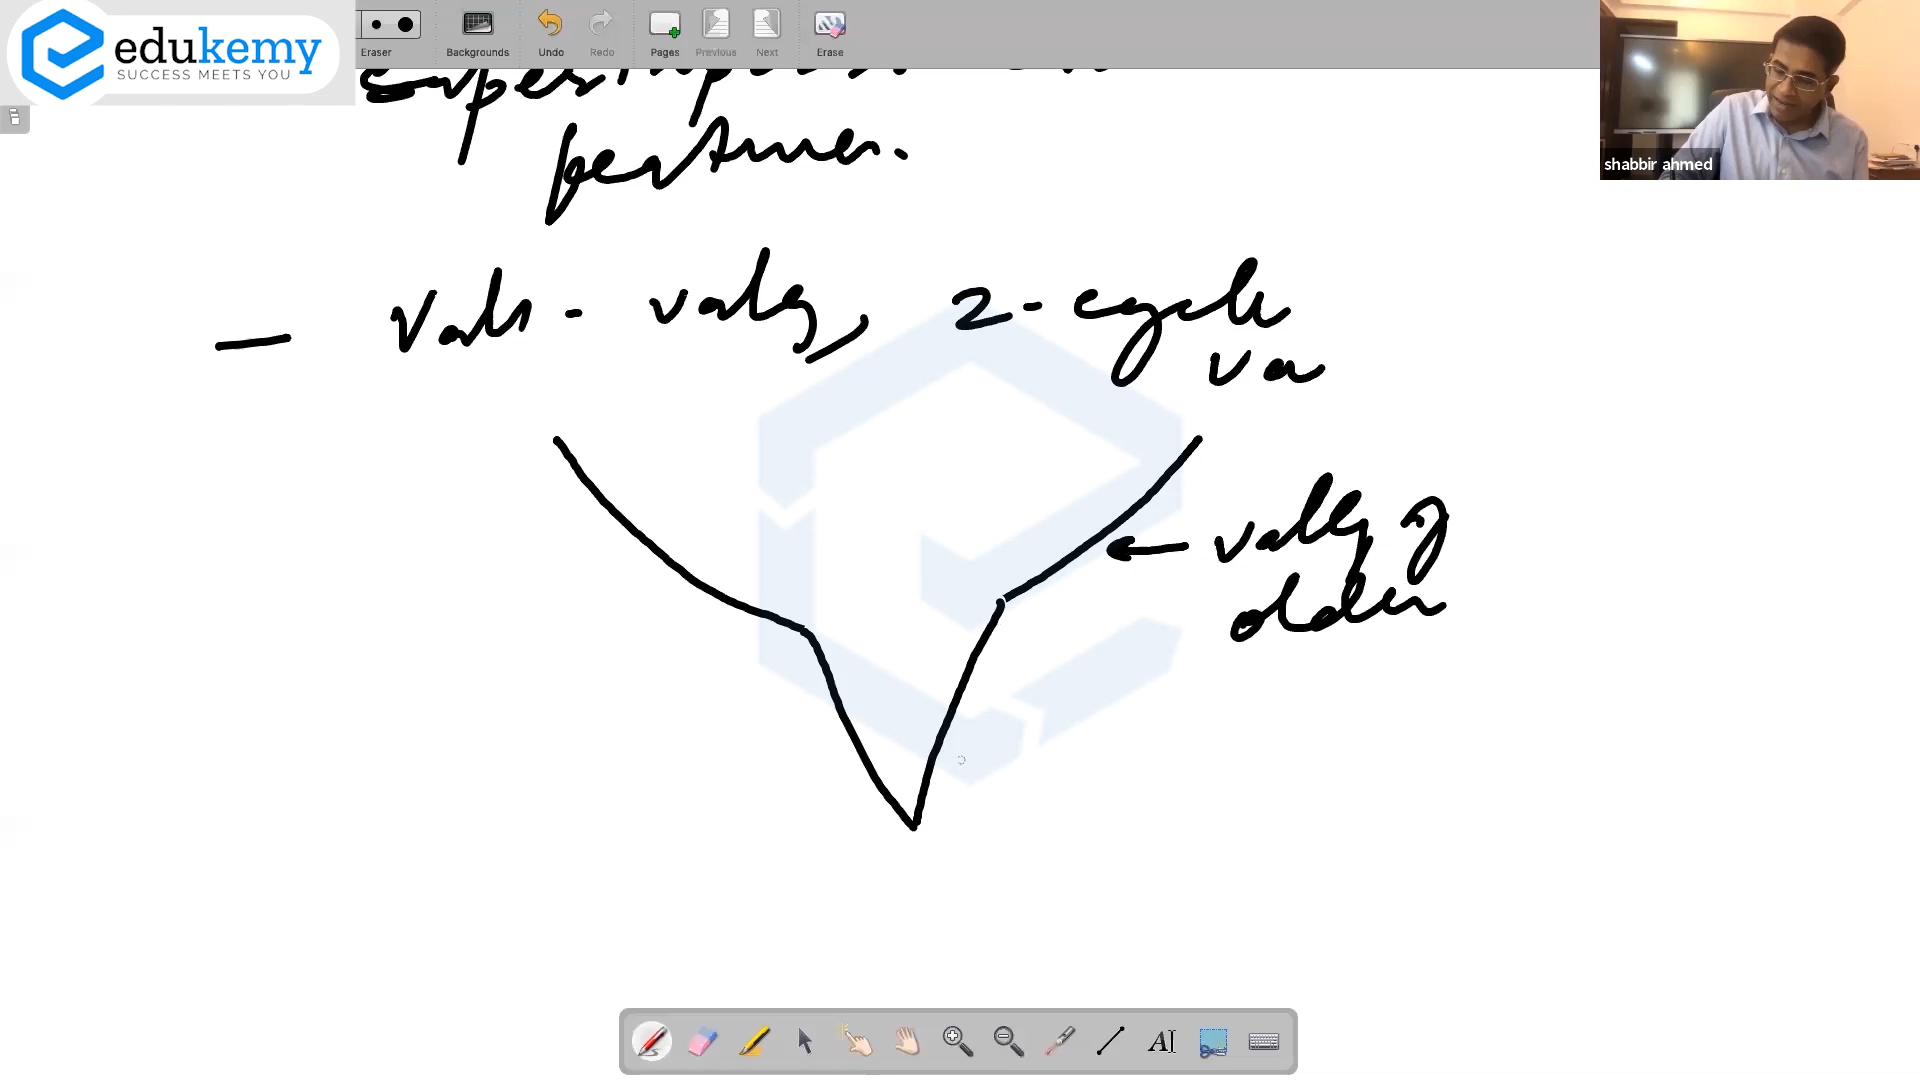 edukemy
SUCCESS MEETS YOU
Eraser
Backgrounds
Undo
Redo
Pages
Previous
Next
Erase
shabbir ahmed
features.
— valley, 2-cycle
va
valley of
older